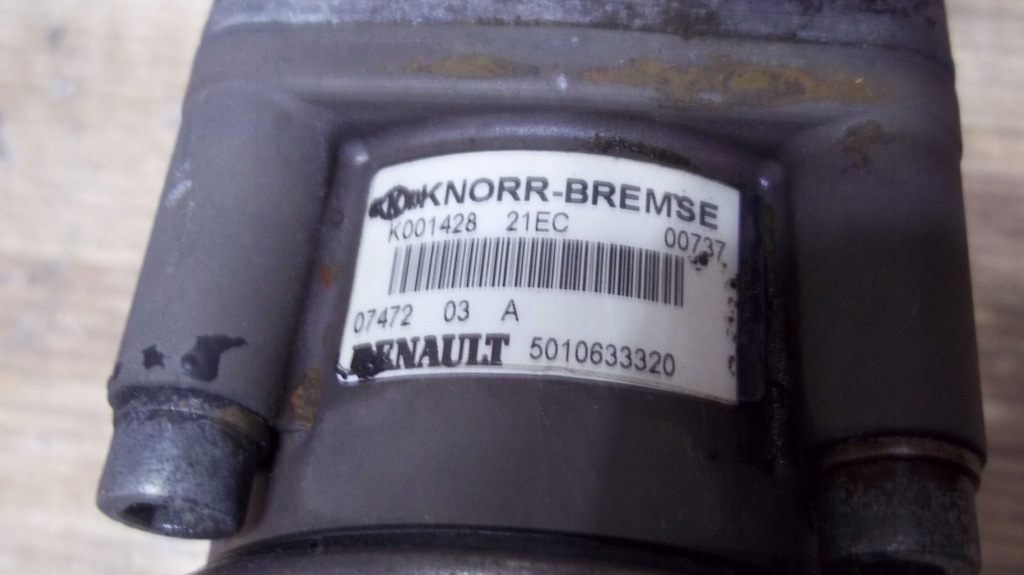 KNORR-BREMSE
K001428 21EC 00737
07472 03 A
RENAULT 5010633320